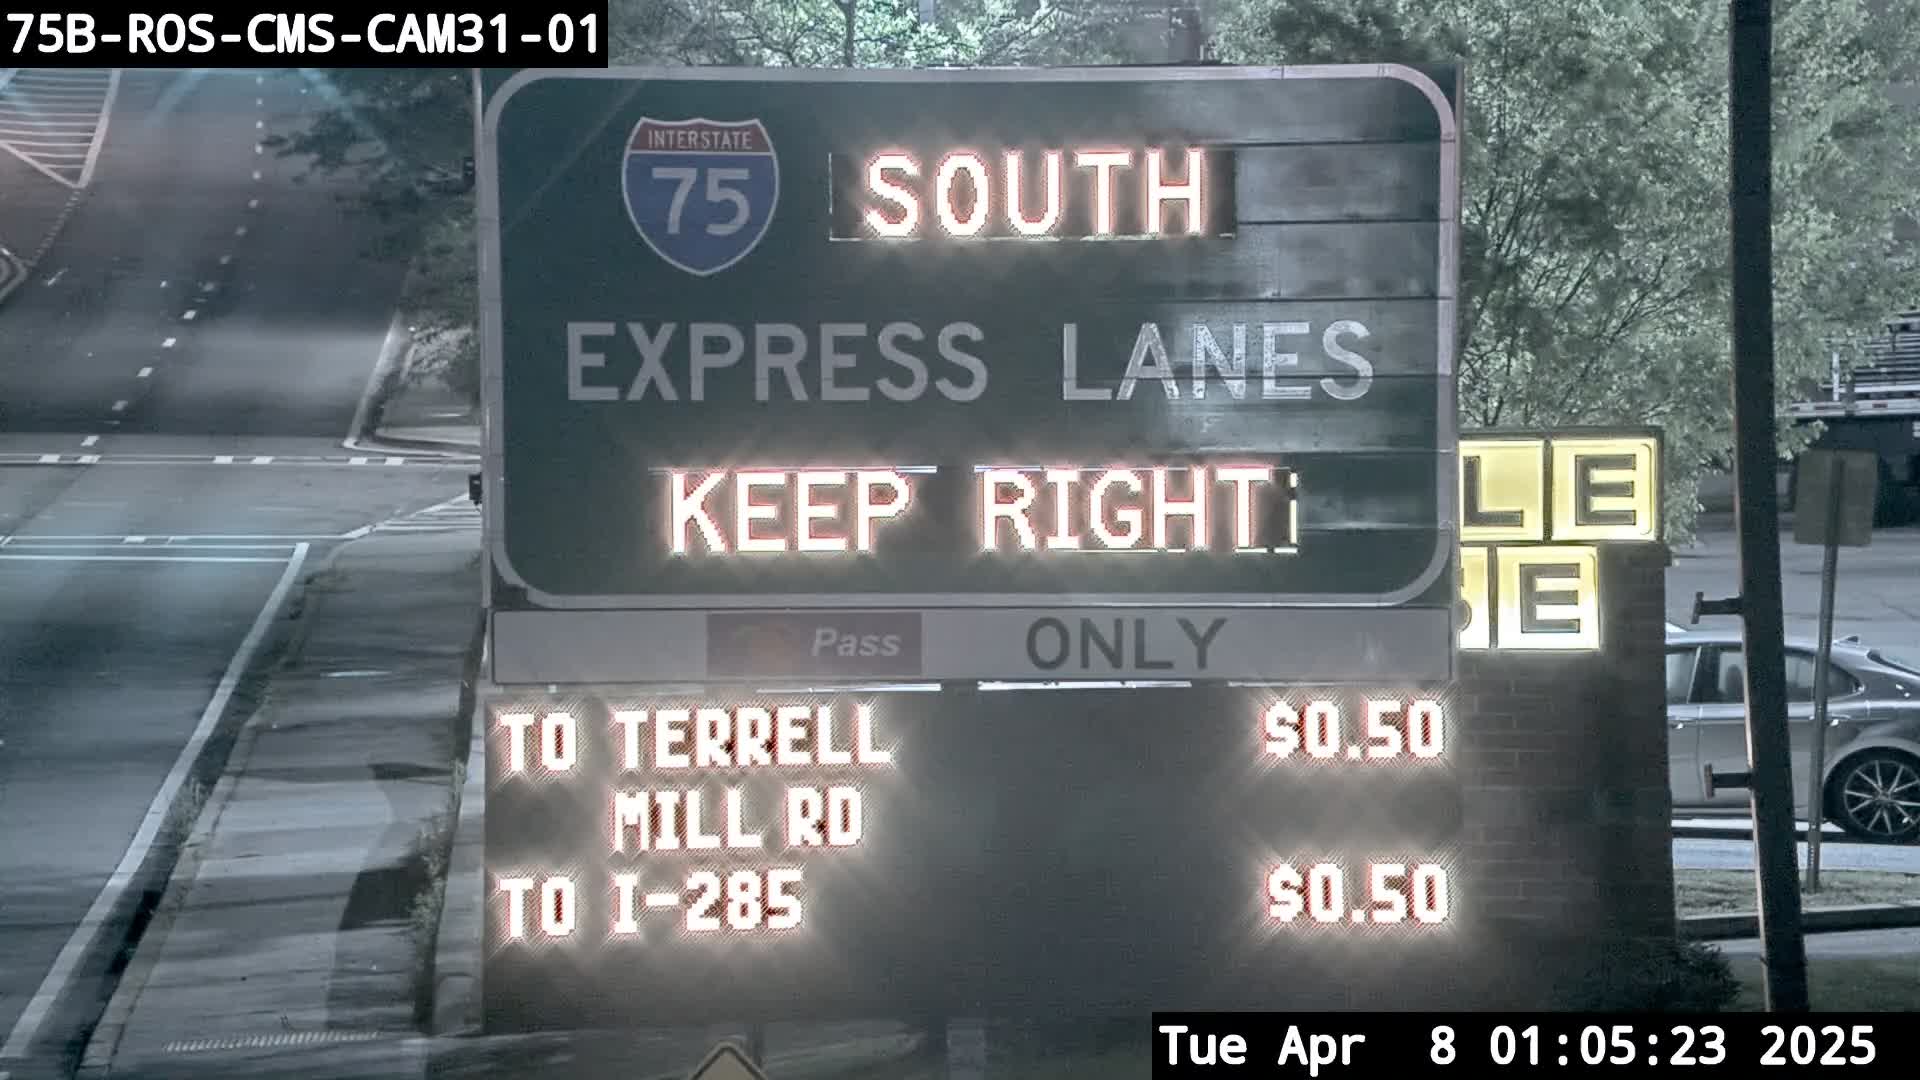 75B-ROS-CMS-CAM31-01
INTERSTATE
75
SOUTH
EXPRESS LANES
KEEP RIGHT
Pass ONLY
TO TERRELL $0.50
MILL RD
TO I-285 $0.50
LE
E
Tue Apr 8 01:05:23 2025